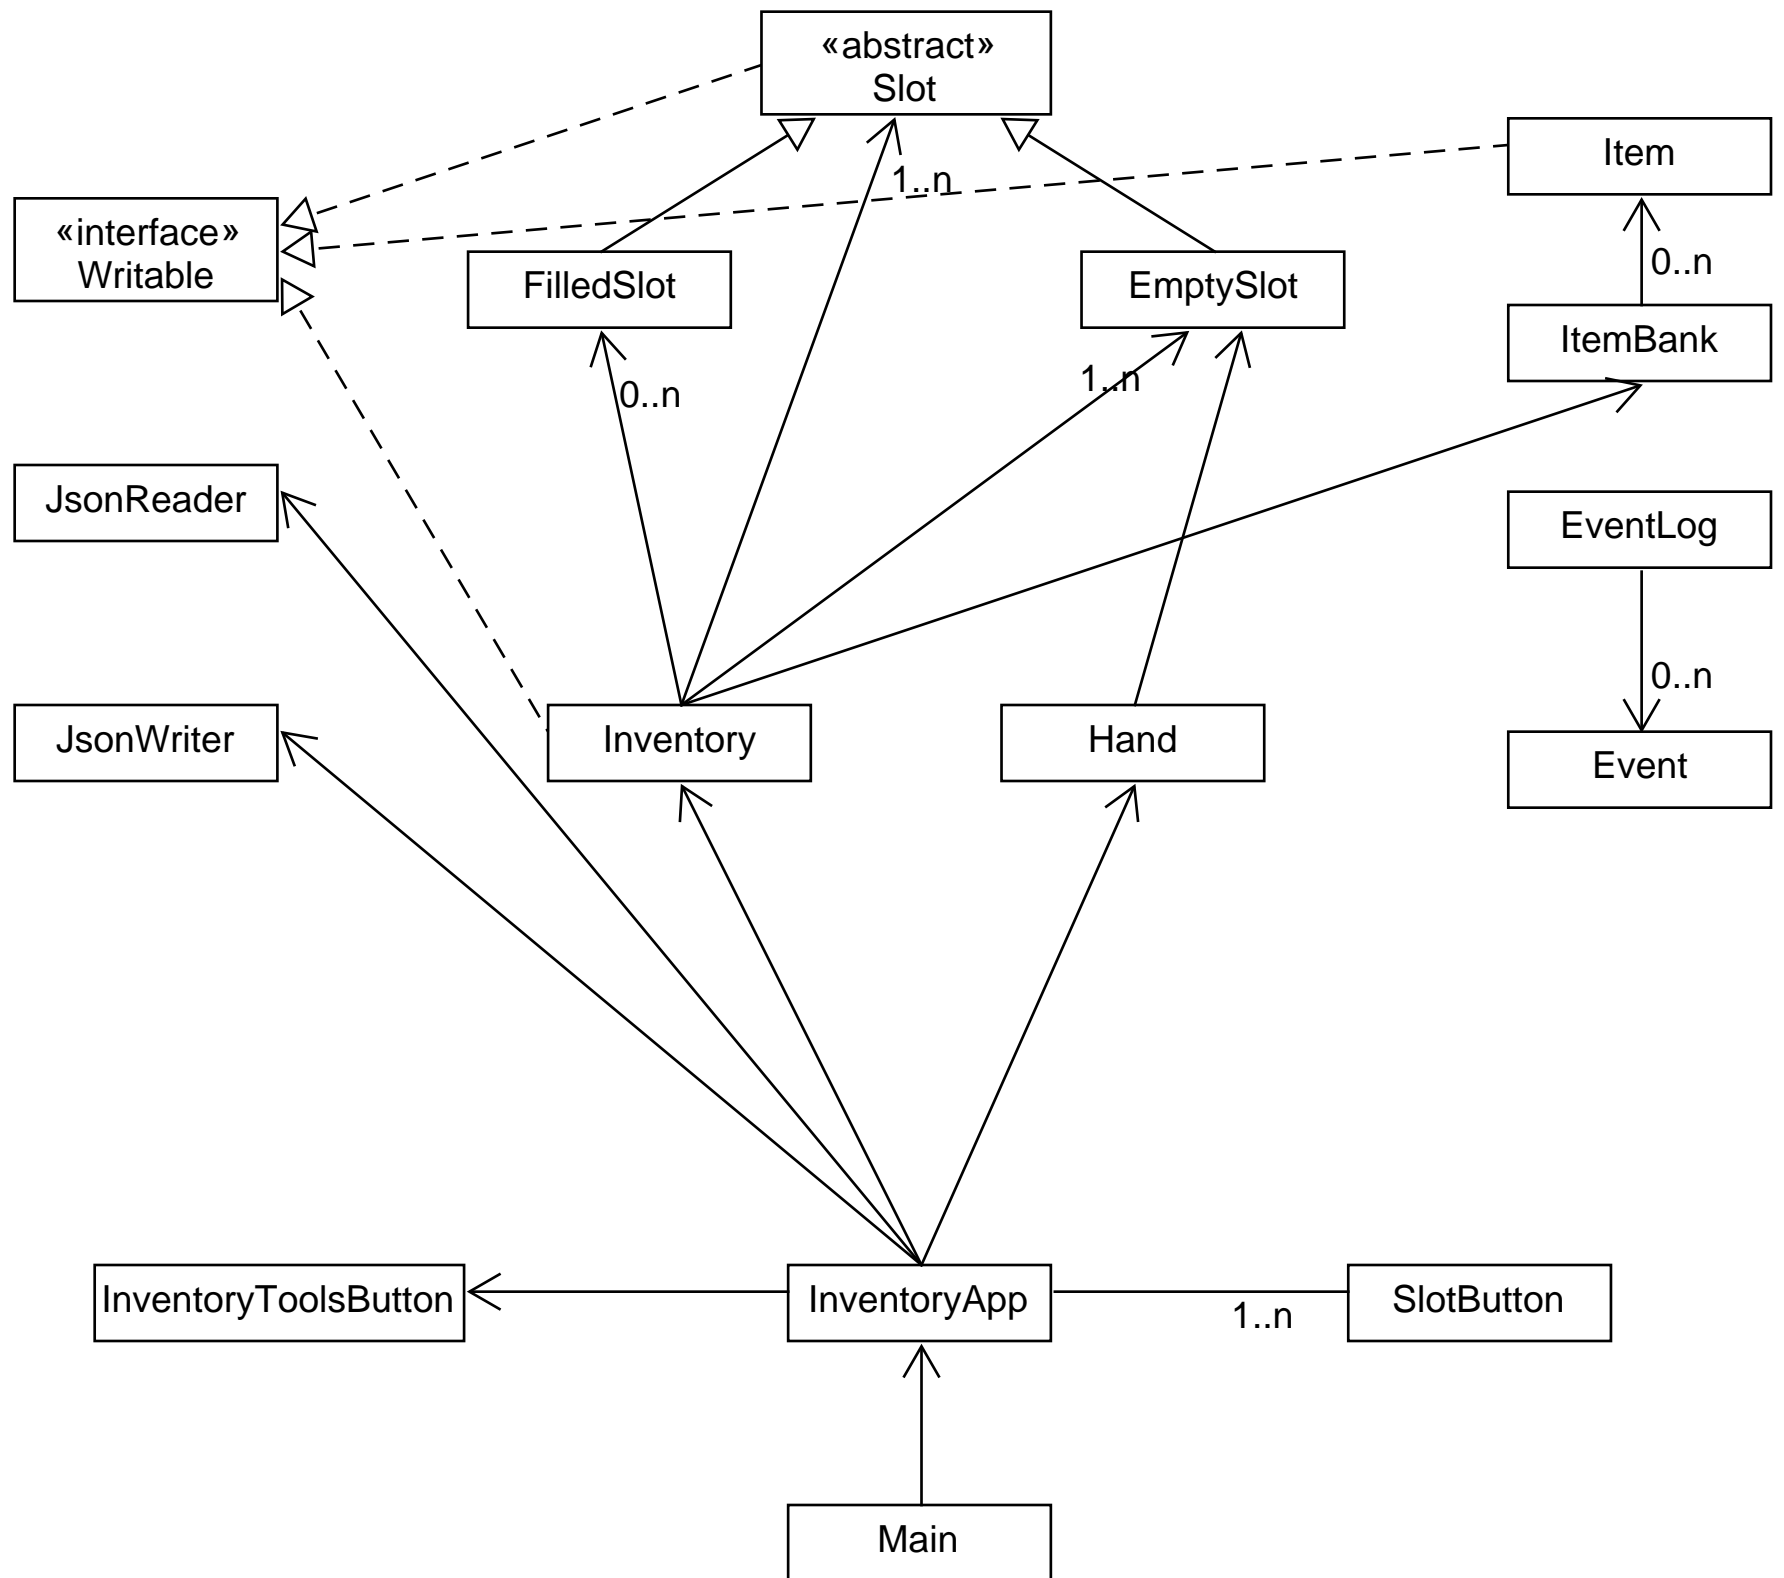 «abstract»
Slot
Item
1..n
«interface»
Writable
FilledSlot
EmptySlot
0..n
ItemBank
0..n
1..n
JsonReader
EventLog
0..n
JsonWriter
Inventory
Hand
Event
InventoryToolsButton
InventoryApp
1..n
SlotButton
Main